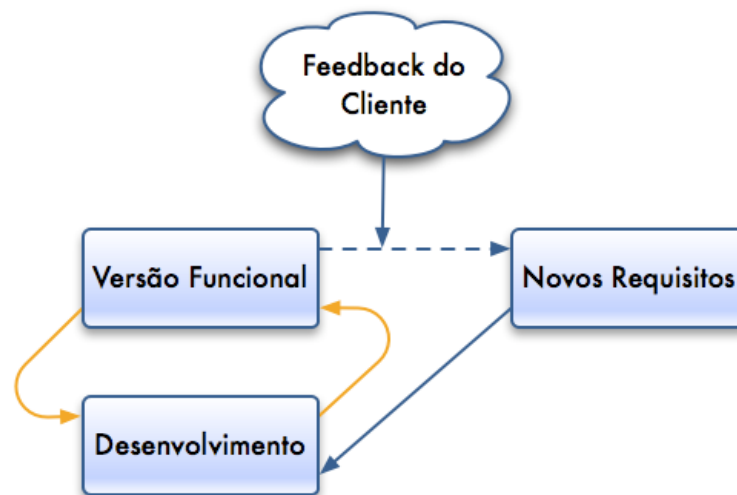 Feedback do
Cliente
Versão Funcional
Novos Requisitos
Desenvolvimento